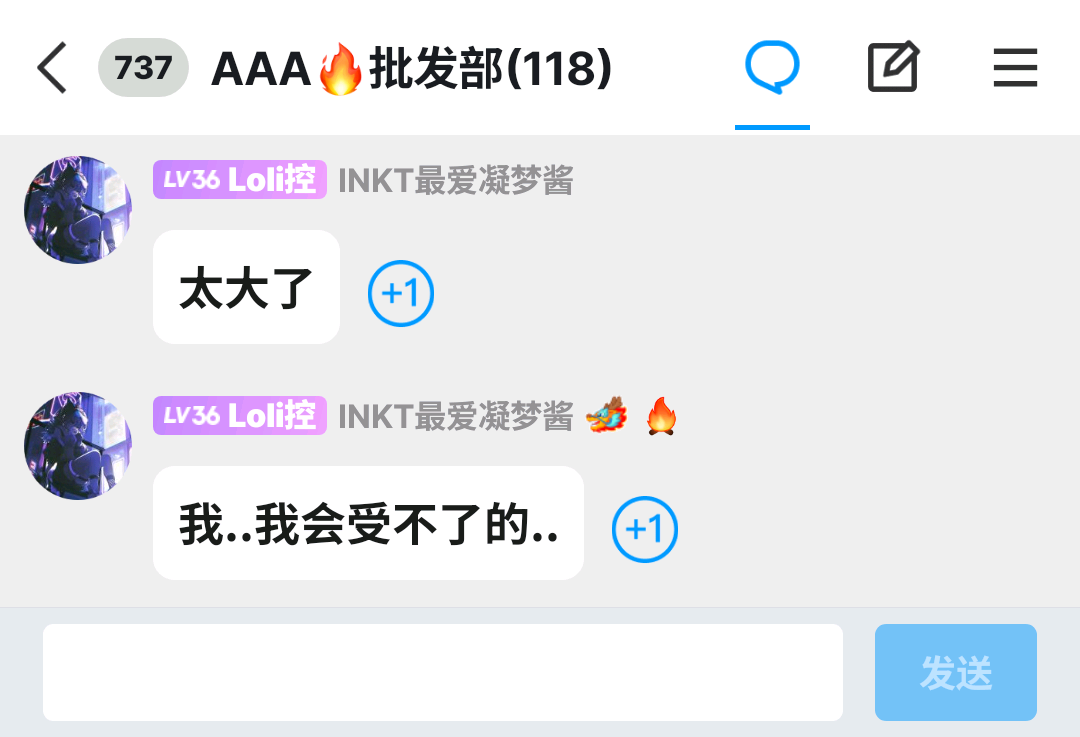 737 AAA🔥批发部(118)
LV36 Loli控 INKT最爱凝梦酱
太大了 +1
LV36 Loli控 INKT最爱凝梦酱 🐲 🔥
我..我会受不了的.. +1
发送